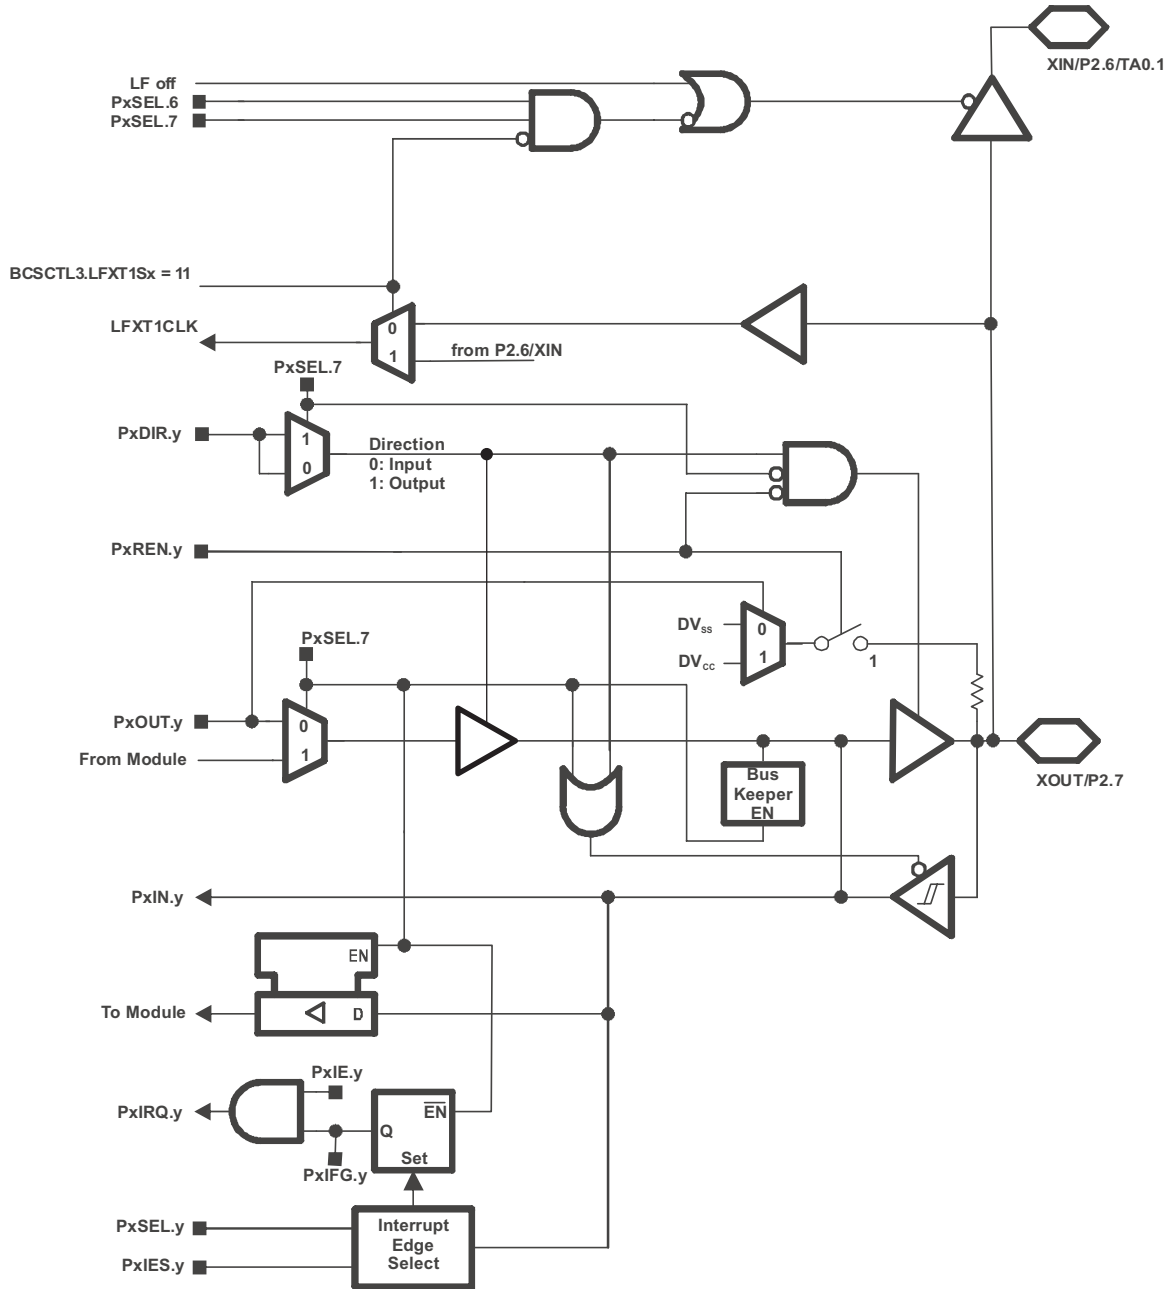 XIN/P2.6/TA0.1
LF off
PxSEL.6
PxSEL.7
BCSCTL3.LFXT1Sx = 11
LFXT1CLK
0
1
from P2.6/XIN
PxSEL.7
PxDIR.y
1
0
Direction
0: Input
1: Output
PxREN.y
DVSS
0
DVCC
1
1
PxSEL.7
PxOUT.y
0
From Module
1
Bus
Keeper
EN
XOUT/P2.7
PxIN.y
EN
To Module
D
PxIE.y
PxIRQ.y
EN
Q
Set
PxIFG.y
PxSEL.y
PxIES.y
Interrupt
Edge
Select